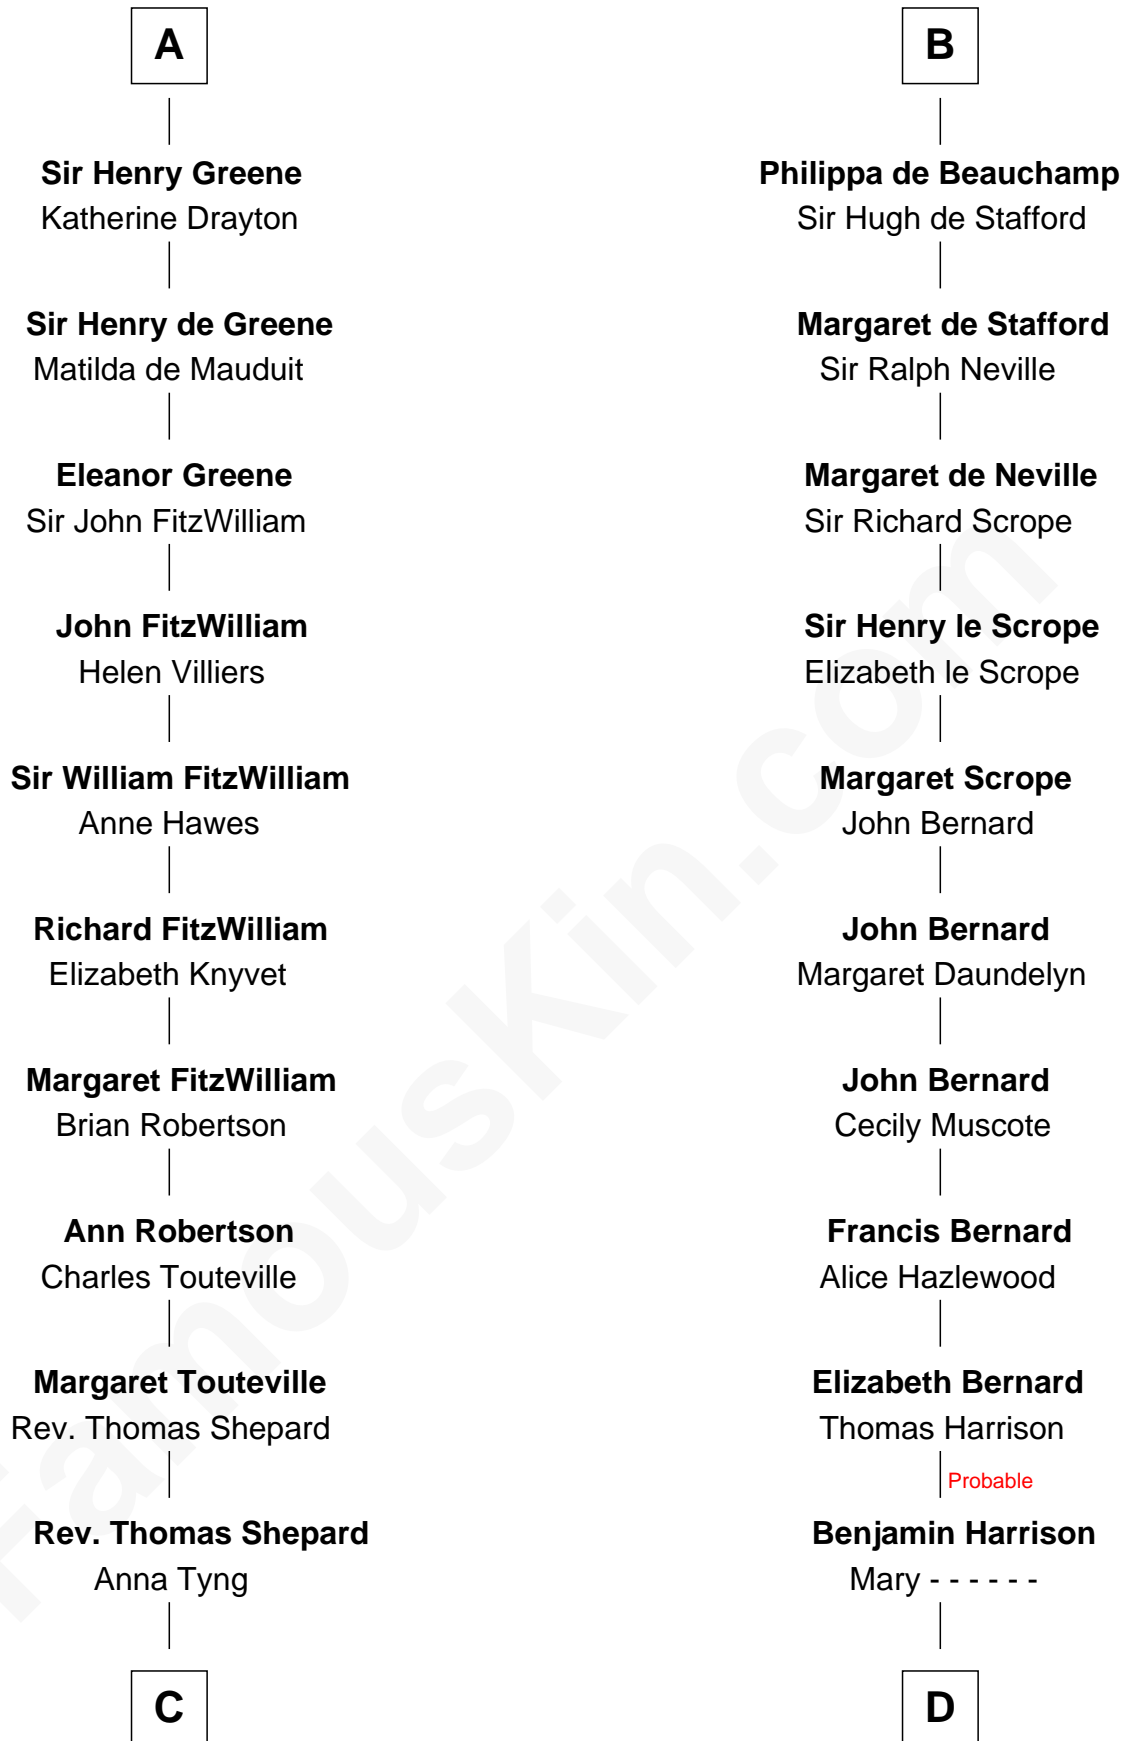 A
Sir Henry Greene
Katherine Drayton
Sir Henry de Greene
Matilda de Mauduit
Eleanor Greene
Sir John FitzWilliam
John FitzWilliam
Helen Villiers
Sir William FitzWilliam
Anne Hawes
Richard FitzWilliam
Elizabeth Knyvet
Margaret FitzWilliam
Brian Robertson
Ann Robertson
Charles Touteville
Margaret Touteville
Rev. Thomas Shepard
Rev. Thomas Shepard
Anna Tyng
C
B
Philippa de Beauchamp
Sir Hugh de Stafford
Margaret de Stafford
Sir Ralph Neville
Margaret de Neville
Sir Richard Scrope
Sir Henry le Scrope
Elizabeth le Scrope
Margaret Scrope
John Bernard
John Bernard
Margaret Daundelyn
John Bernard
Cecily Muscote
Francis Bernard
Alice Hazlewood
Elizabeth Bernard
Thomas Harrison
Probable
Benjamin Harrison
Mary - - - - - -
D
FamousKin.com